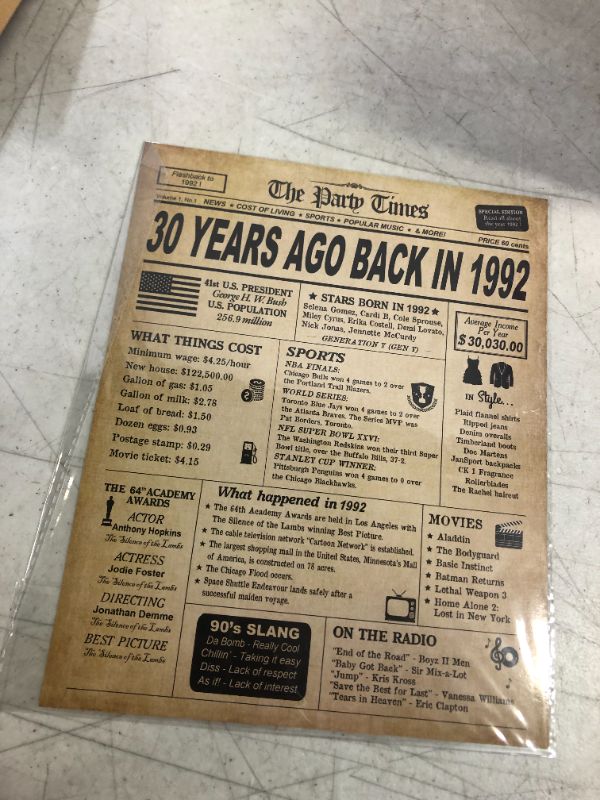 Flashback to
1992!
The Party Times
SPECIAL EDITION
Read all about
the year 1992!
Volume 1, No.1
NEWS ★ COST OF LIVING ★ SPORTS ★ POPULAR MUSIC ★ & MORE!
PRICE 60 cents
30 YEARS AGO BACK IN 1992
41st U.S. PRESIDENT
George H. W. Bush
U.S. POPULATION
256.9 million
★ STARS BORN IN 1992 ★
Selena Gomez, Cardi B, Cole Sprouse,
Miley Cyrus, Erika Costell, Demi Lovato,
Nick Jonas, Jennette McCurdy
GENERATION Y (GEN Y)
Average Income
Per Year
$30,030.00
WHAT THINGS COST
Minimum wage: $4.25/hour
New house: $122,500.00
Gallon of gas: $1.05
Gallon of milk: $2.78
Loaf of bread: $1.50
Dozen eggs: $0.93
Postage stamp: $0.29
Movie ticket: $4.15
SPORTS
NBA FINALS:
Chicago Bulls won 4 games to 2 over
the Portland Trail Blazers.
WORLD SERIES:
Toronto Blue Jays won 4 games to 2 over
the Atlanta Braves. The Series MVP was
Pat Borders, Toronto.
NFL SUPER BOWL XXVI:
The Washington Redskins won their third Super
Bowl title, over the Buffalo Bills, 37-2.
STANLEY CUP WINNER:
Pittsburgh Penguins won 4 games to 0 over
the Chicago Blackhawks.
IN Style...
Plaid flannel shirts
Ripped jeans
Denim overalls
Timberland boots
Doc Martens
JanSport backpacks
CK 1 Fragrance
Rollerblades
The Rachel haircut
THE 64th ACADEMY
AWARDS
ACTOR
Anthony Hopkins
The Silence of the Lambs
ACTRESS
Jodie Foster
The Silence of the Lambs
DIRECTING
Jonathan Demme
The Silence of the Lambs
BEST PICTURE
The Silence of the Lambs
What happened in 1992
★ The 64th Academy Awards are held in Los Angeles with
The Silence of the Lambs winning Best Picture.
★ The cable television network "Cartoon Network" is established.
★ The largest shopping mall in the United States, Minnesota's Mall
of America, is constructed on 78 acres.
★ The Chicago Flood occurs.
★ Space Shuttle Endeavour lands safely after a
successful maiden voyage.
MOVIES
★ Aladdin
★ The Bodyguard
★ Basic Instinct
★ Batman Returns
★ Lethal Weapon 3
★ Home Alone 2:
Lost in New York
90's SLANG
Da Bomb - Really Cool
Chillin' - Taking it easy
Diss - Lack of respect
As if! - Lack of interest
ON THE RADIO
"End of the Road" - Boyz II Men
"Baby Got Back" - Sir Mix-a-Lot
"Jump" - Kris Kross
"Save the Best for Last" - Vanessa Williams
"Tears in Heaven" - Eric Clapton